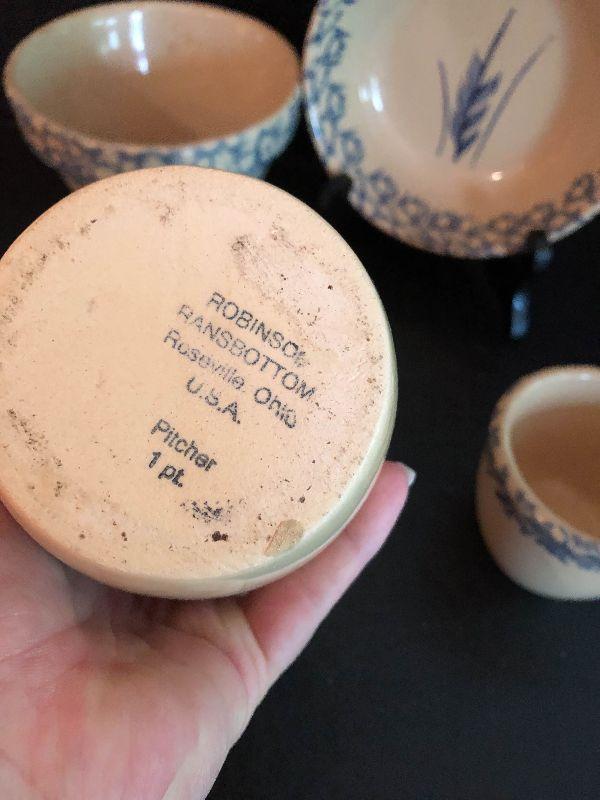 ROBINSON
RANSBOTTOM
Roseville, Ohio
U.S.A.
Pitcher
1 pt.